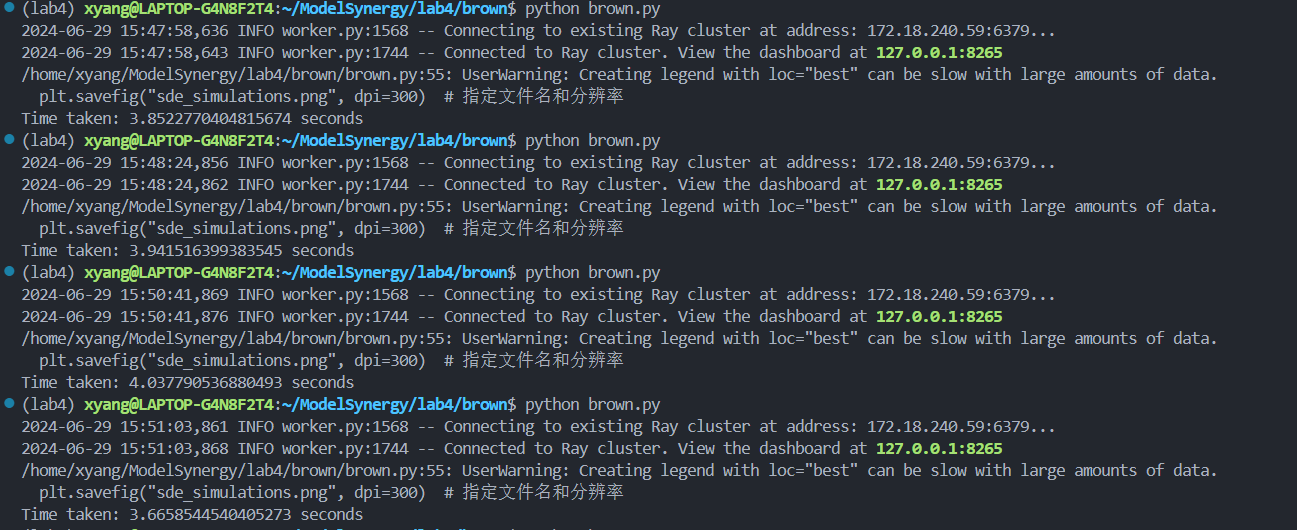 (lab4) xyang@LAPTOP-G4N8F2T4:~/ModelSynergy/lab4/brown$ python brown.py
2024-06-29 15:47:58,636 INFO worker.py:1568 -- Connecting to existing Ray cluster at address: 172.18.240.59:6379...
2024-06-29 15:47:58,643 INFO worker.py:1744 -- Connected to Ray cluster. View the dashboard at 127.0.0.1:8265
/home/xyang/ModelSynergy/lab4/brown/brown.py:55: UserWarning: Creating legend with loc="best" can be slow with large amounts of data.
  plt.savefig("sde_simulations.png", dpi=300)  # 指定文件名和分辨率
Time taken: 3.8522770404815674 seconds
(lab4) xyang@LAPTOP-G4N8F2T4:~/ModelSynergy/lab4/brown$ python brown.py
2024-06-29 15:48:24,856 INFO worker.py:1568 -- Connecting to existing Ray cluster at address: 172.18.240.59:6379...
2024-06-29 15:48:24,862 INFO worker.py:1744 -- Connected to Ray cluster. View the dashboard at 127.0.0.1:8265
/home/xyang/ModelSynergy/lab4/brown/brown.py:55: UserWarning: Creating legend with loc="best" can be slow with large amounts of data.
  plt.savefig("sde_simulations.png", dpi=300)  # 指定文件名和分辨率
Time taken: 3.941516399383545 seconds
(lab4) xyang@LAPTOP-G4N8F2T4:~/ModelSynergy/lab4/brown$ python brown.py
2024-06-29 15:50:41,869 INFO worker.py:1568 -- Connecting to existing Ray cluster at address: 172.18.240.59:6379...
2024-06-29 15:50:41,876 INFO worker.py:1744 -- Connected to Ray cluster. View the dashboard at 127.0.0.1:8265
/home/xyang/ModelSynergy/lab4/brown/brown.py:55: UserWarning: Creating legend with loc="best" can be slow with large amounts of data.
  plt.savefig("sde_simulations.png", dpi=300)  # 指定文件名和分辨率
Time taken: 4.037790536880493 seconds
(lab4) xyang@LAPTOP-G4N8F2T4:~/ModelSynergy/lab4/brown$ python brown.py
2024-06-29 15:51:03,861 INFO worker.py:1568 -- Connecting to existing Ray cluster at address: 172.18.240.59:6379...
2024-06-29 15:51:03,868 INFO worker.py:1744 -- Connected to Ray cluster. View the dashboard at 127.0.0.1:8265
/home/xyang/ModelSynergy/lab4/brown/brown.py:55: UserWarning: Creating legend with loc="best" can be slow with large amounts of data.
  plt.savefig("sde_simulations.png", dpi=300)  # 指定文件名和分辨率
Time taken: 3.6658544540405273 seconds